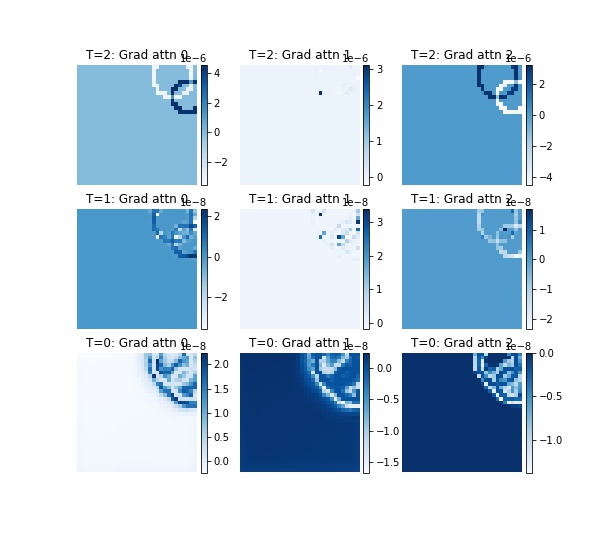 T=2: Grad attn 0
1e−6
4
2
0
−2
T=2: Grad attn 1
1e−6
3
2
1
0
T=2: Grad attn 2
1e−6
2
0
−2
−4
T=1: Grad attn 0
1e−8
2
0
−2
T=1: Grad attn 1
1e−8
3
2
1
0
T=1: Grad attn 2
1e−8
1
0
−1
−2
T=0: Grad attn 0
1e−8
2.0
1.5
1.0
0.5
0.0
T=0: Grad attn 1
1e−8
0.0
−0.5
−1.0
−1.5
T=0: Grad attn 2
1e−8
0.0
−0.5
−1.0